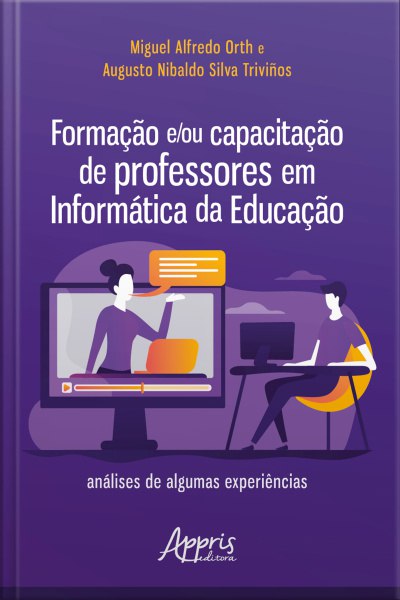 Miguel Alfredo Orth e
Augusto Nibaldo Silva Triviños
Formação e/ou capacitação
de professores em
Informática da Educação
análises de algumas experiências
Appris
editora